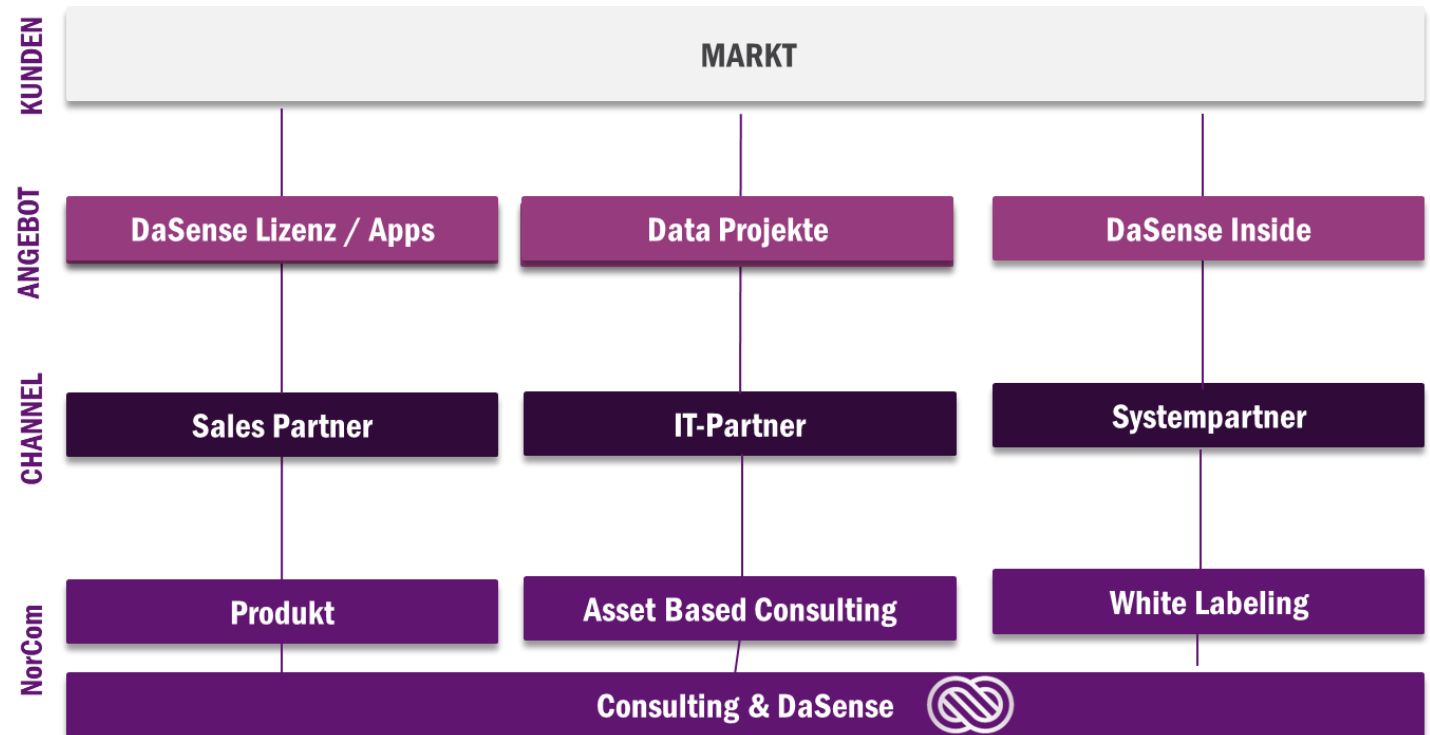 KUNDEN
MARKT
ANGEBOT
DaSense Lizenz / Apps
Data Projekte
DaSense Inside
CHANNEL
Sales Partner
IT-Partner
Systempartner
NorCom
Produkt
Asset Based Consulting
White Labeling
Consulting & DaSense